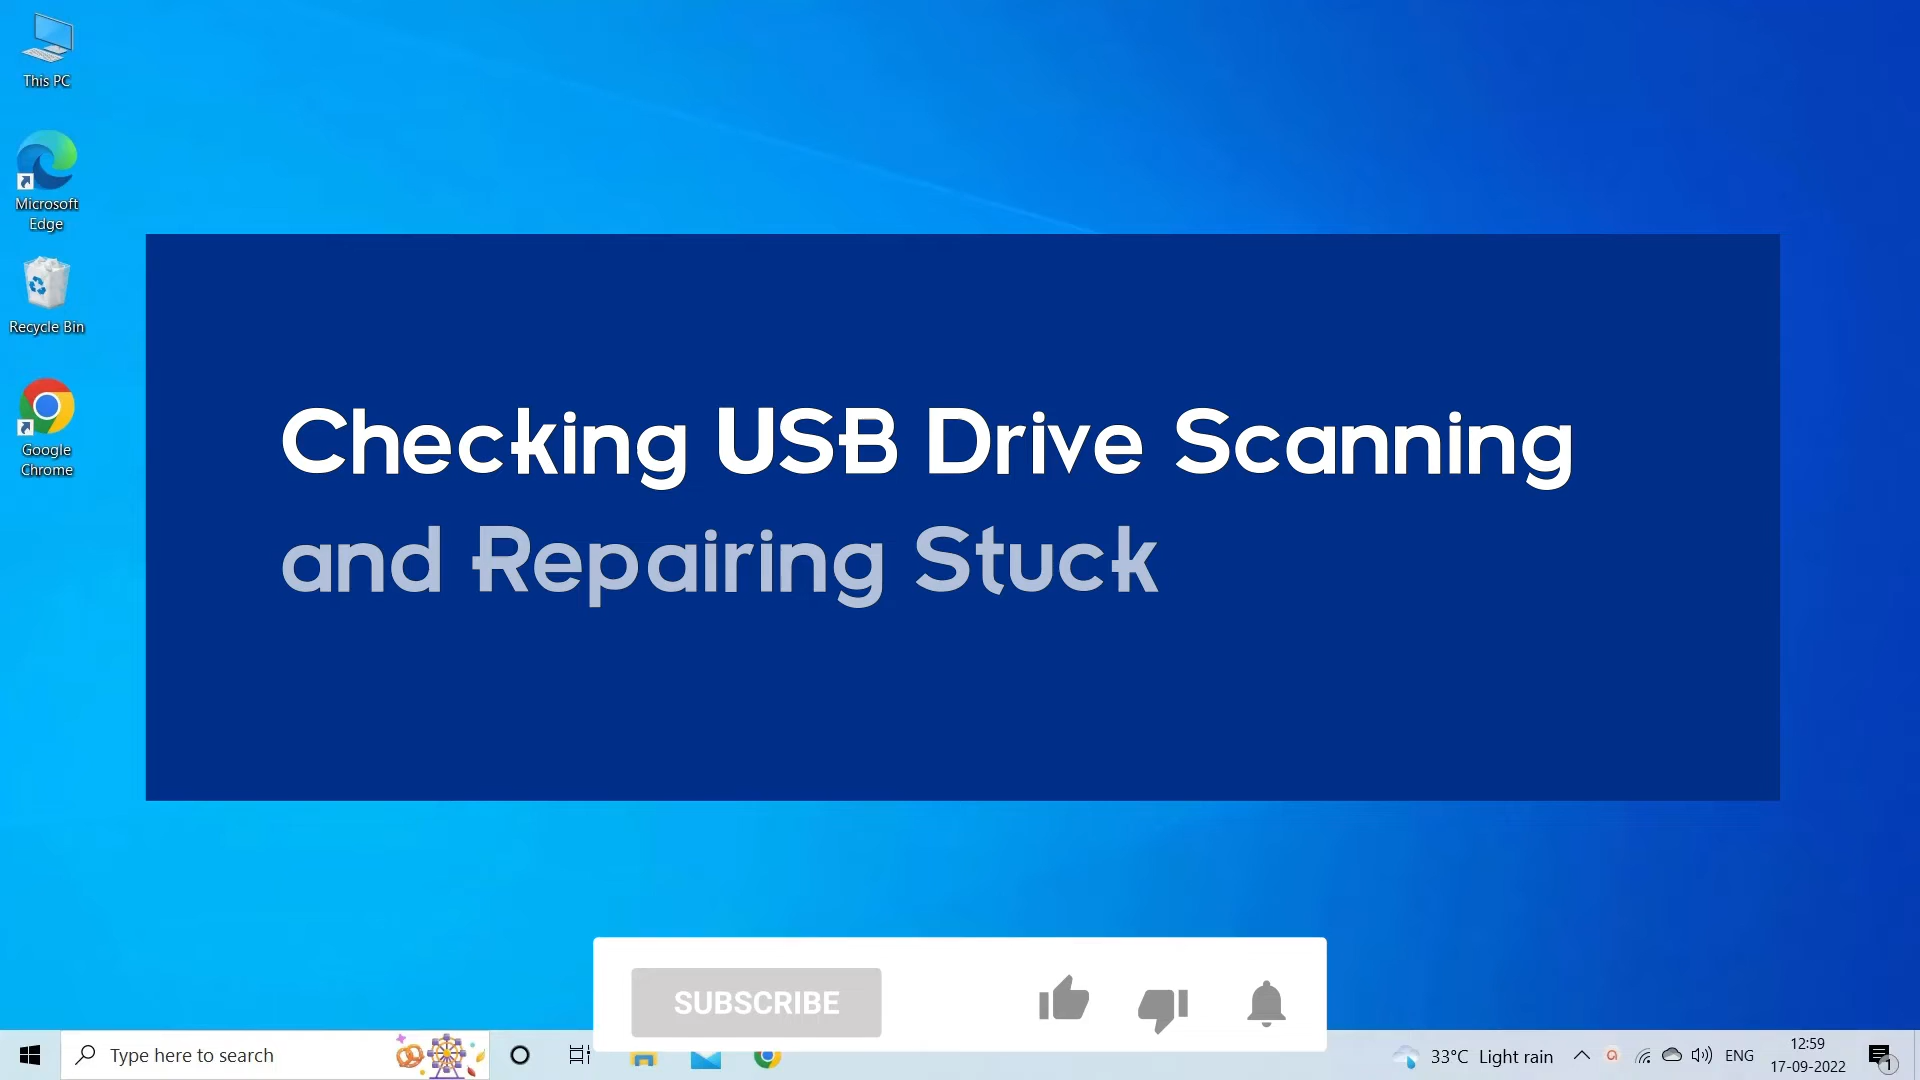 This PC
Microsoft
Edge
Recycle Bin
Google
Chrome
Checking USB Drive Scanning
and Repairing Stuck
SUBSCRIBE
Type here to search
33°C Light rain
ENG
12:59
17-09-2022
1